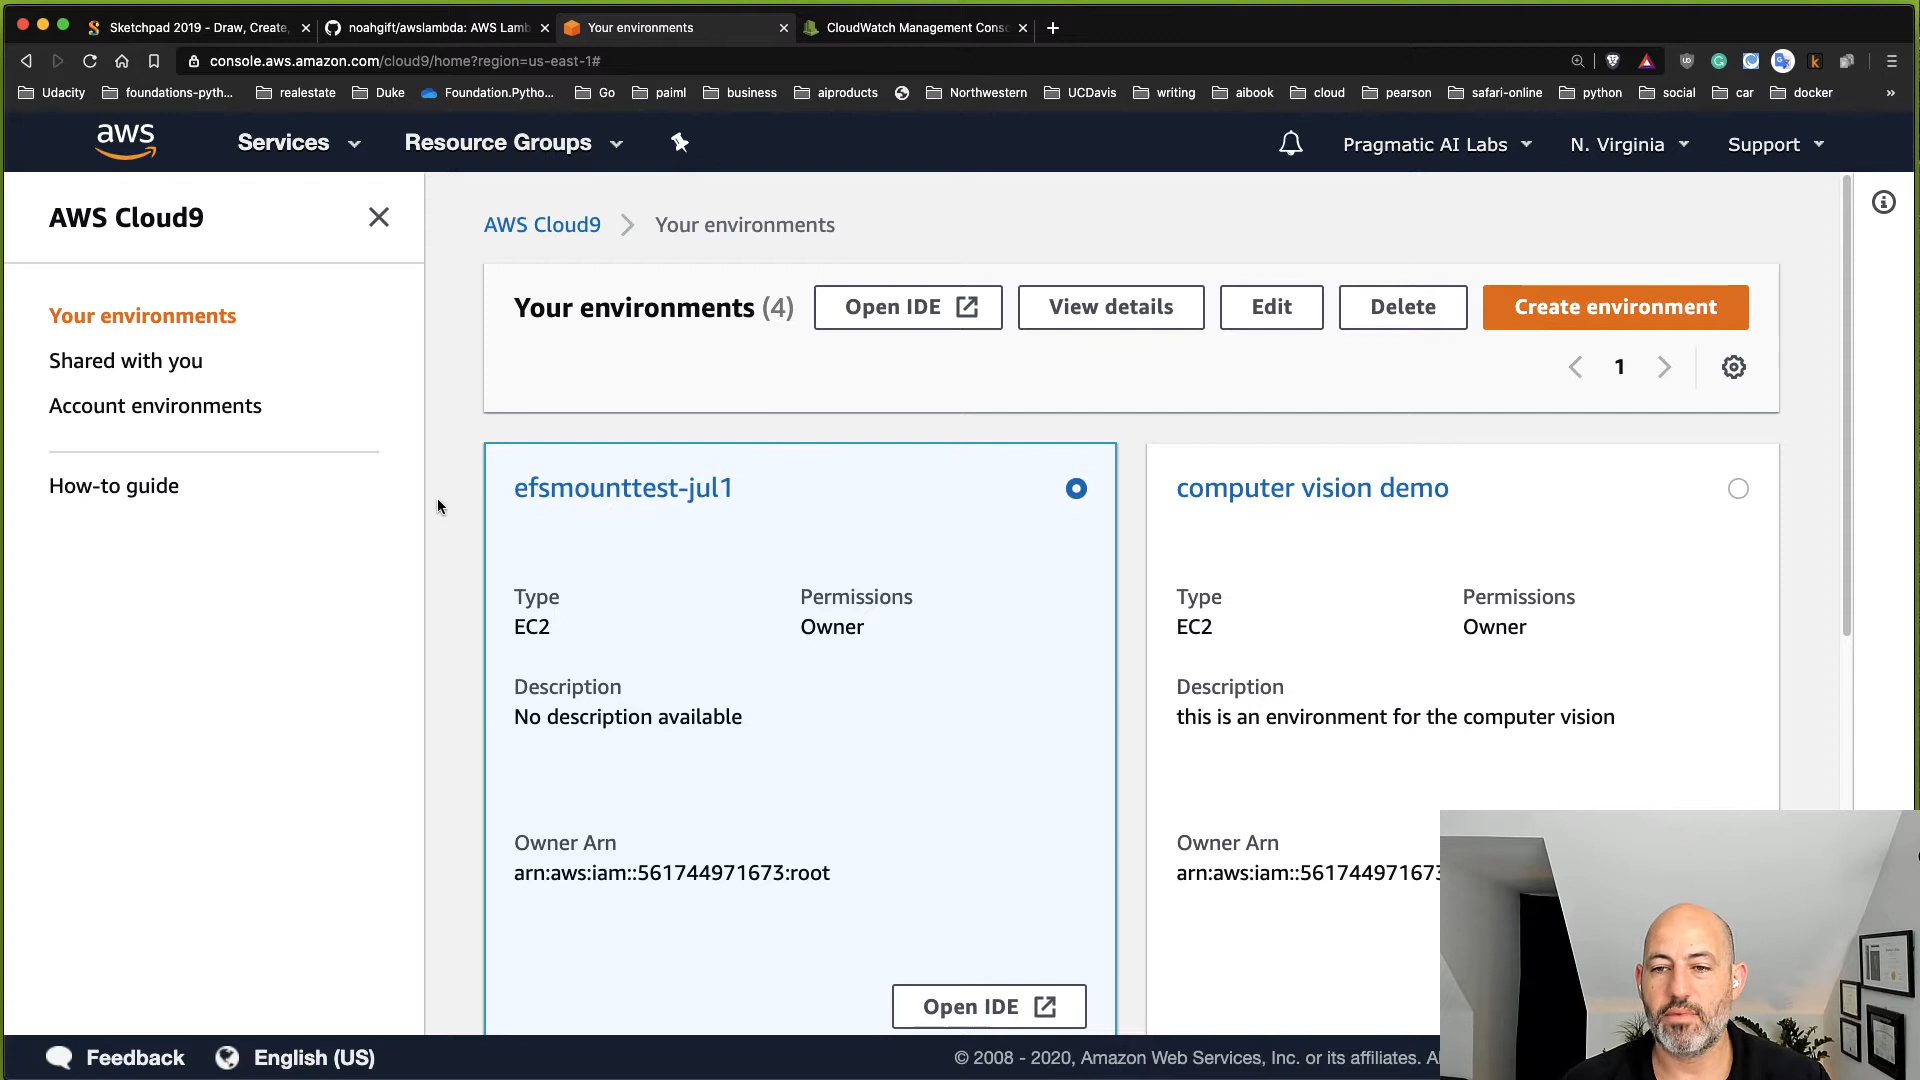 Sketchpad 2019 - Draw, Create,
noahgift/awslambda: AWS Lamb
Your environments
CloudWatch Management Conso
console.aws.amazon.com/cloud9/home?region=us-east-1#
Udacity
foundations-pyth...
realestate
Duke
Foundation.Pytho...
Go
paiml
business
aiproducts
Northwestern
UCDavis
writing
aibook
cloud
pearson
safari-online
python
social
car
docker
»
aws
Services
Resource Groups
Pragmatic AI Labs
N. Virginia
Support
AWS Cloud9
Your environments
Shared with you
Account environments
How-to guide
AWS Cloud9
Your environments
Your environments (4)
Open IDE
View details
Edit
Delete
Create environment
1
efsmounttest-jul1
Type
EC2
Permissions
Owner
Description
No description available
Owner Arn
arn:aws:iam::561744971673:root
Open IDE
computer vision demo
Type
EC2
Permissions
Owner
Description
this is an environment for the computer vision
Owner Arn
arn:aws:iam::561744971673
Feedback
English (US)
© 2008 - 2020, Amazon Web Services, Inc. or its affiliates.